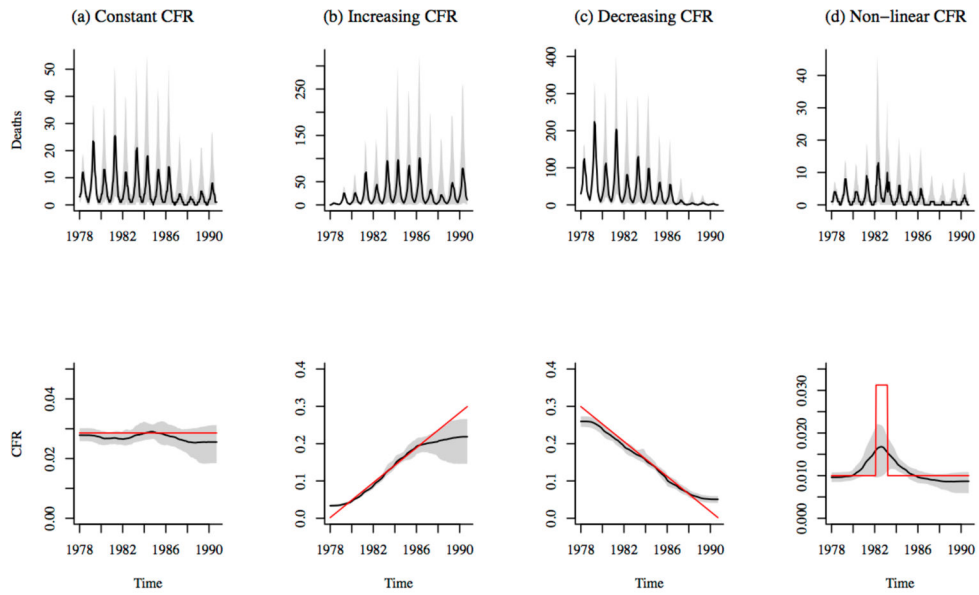 (a) Constant CFR
(b) Increasing CFR
(c) Decreasing CFR
(d) Non−linear CFR
Deaths
0 10 20 30 40 50
1978 1982 1986 1990
0 50 150 250
1978 1982 1986 1990
0 100 200 300 400
1978 1982 1986 1990
0 10 20 30 40
1978 1982 1986 1990
CFR
0.00 0.02 0.04
1978 1982 1986 1990
Time
0.0 0.1 0.2 0.3 0.4
1978 1982 1986 1990
Time
0.0 0.1 0.2 0.3 0.4
1978 1982 1986 1990
Time
0.000 0.010 0.020 0.030
1978 1982 1986 1990
Time